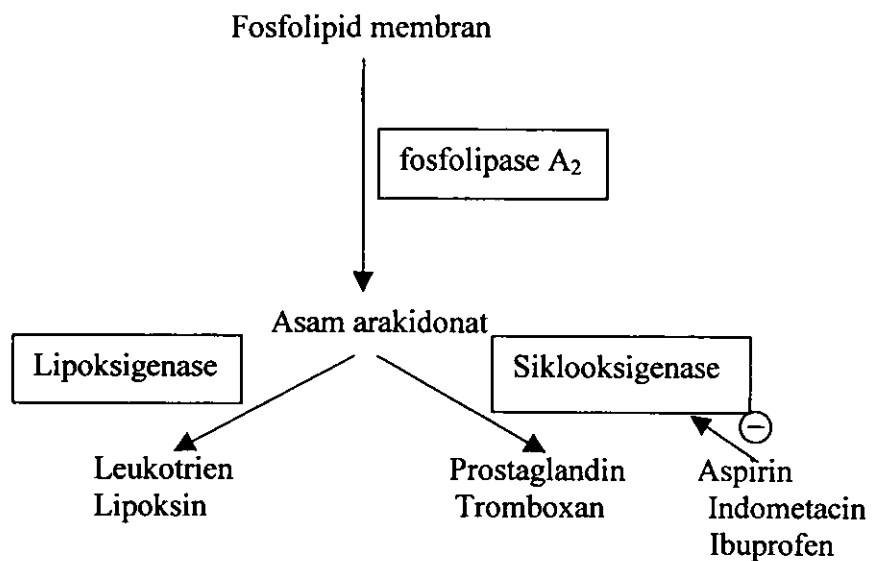 Fosfolipid membran
fosfolipase A₂
Asam arakidonat
Lipoksigenase
Siklooksigenase
−
Leukotrien
Lipoksin
Prostaglandin
Tromboxan
Aspirin
Indometacin
Ibuprofen